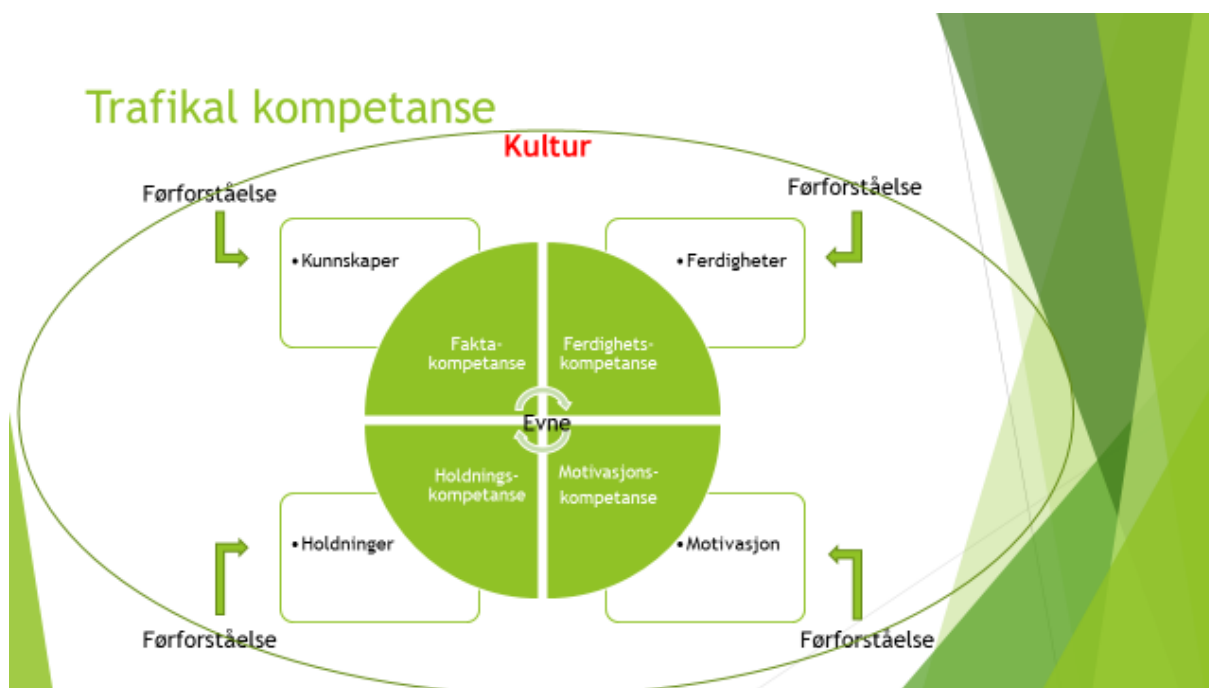 Trafikal kompetanse
Kultur
Førforståelse
Førforståelse
•Kunnskaper
•Ferdigheter
Fakta-
kompetanse
Ferdighets-
kompetanse
Evne
Holdnings-
kompetanse
Motivasjons-
kompetanse
•Holdninger
•Motivasjon
Førforståelse
Førforståelse